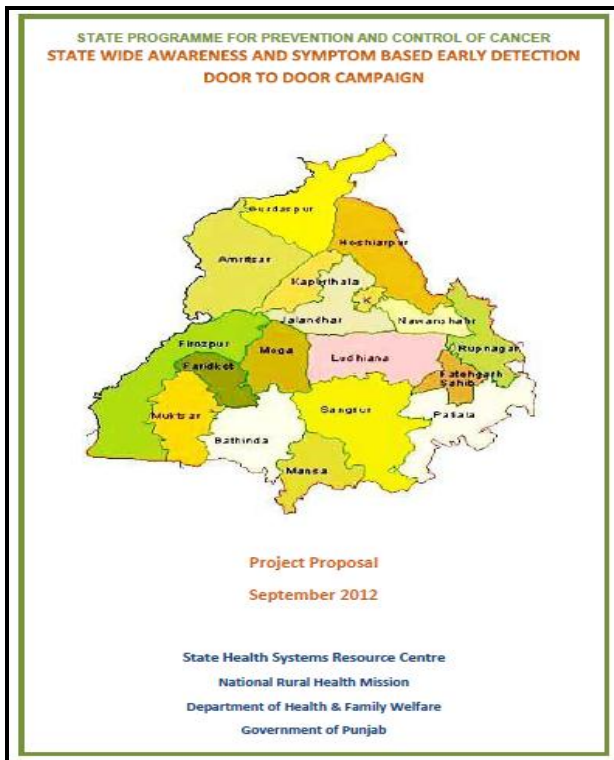 STATE PROGRAMME FOR PREVENTION AND CONTROL OF CANCER
STATE WIDE AWARENESS AND SYMPTOM BASED EARLY DETECTION
DOOR TO DOOR CAMPAIGN
Gurdaspur
Hoshiarpur
Amritsar
Kapurthala
K
Jalandhar
Nawanshahr
Firozpur
Rupnagar
Moga
Ludhiana
Faridkot
Fatehgarh
Sahib
Muktsar
Sangrur
Patiala
Bathinda
Mansa
Project Proposal
September 2012
State Health Systems Resource Centre
National Rural Health Mission
Department of Health & Family Welfare
Government of Punjab